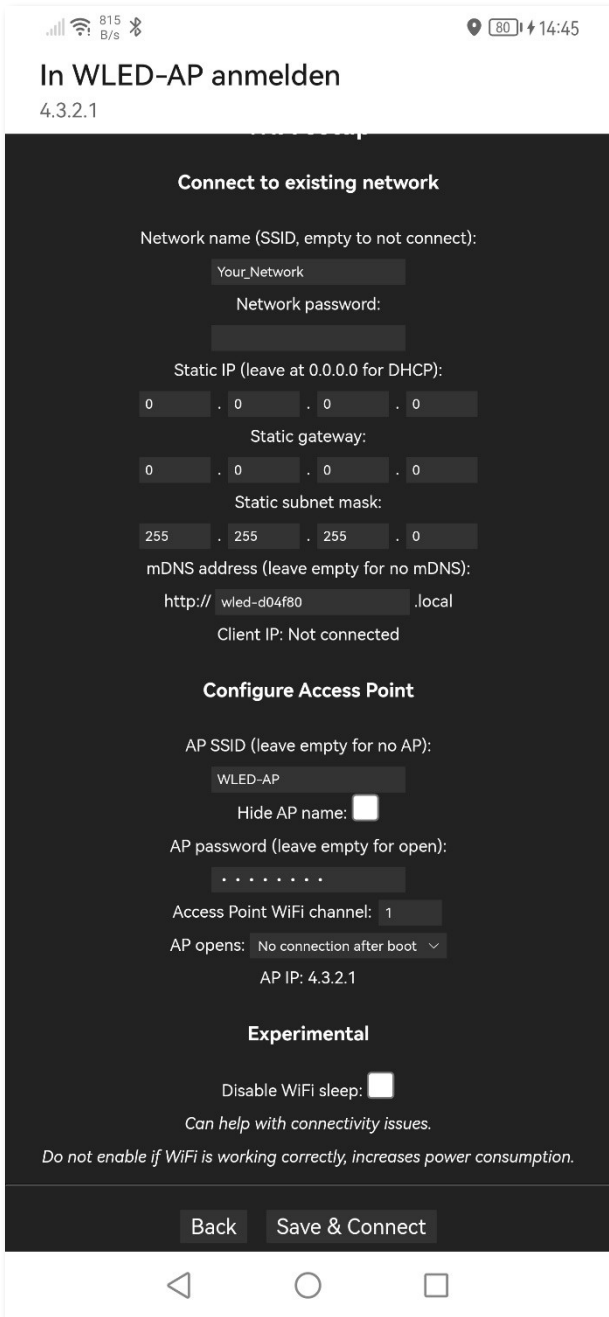 815
B/s
80
14:45
In WLED-AP anmelden
4.3.2.1
Connect to existing network
Network name (SSID, empty to not connect):
Your_Network
Network password:
Static IP (leave at 0.0.0.0 for DHCP):
0 . 0 . 0 . 0
Static gateway:
0 . 0 . 0 . 0
Static subnet mask:
255 . 255 . 255 . 0
mDNS address (leave empty for no mDNS):
http:// wled-d04f80 .local
Client IP: Not connected
Configure Access Point
AP SSID (leave empty for no AP):
WLED-AP
Hide AP name:
AP password (leave empty for open):
• • • • • • • •
Access Point WiFi channel: 1
AP opens: No connection after boot
AP IP: 4.3.2.1
Experimental
Disable WiFi sleep:
Can help with connectivity issues.
Do not enable if WiFi is working correctly, increases power consumption.
Back Save & Connect